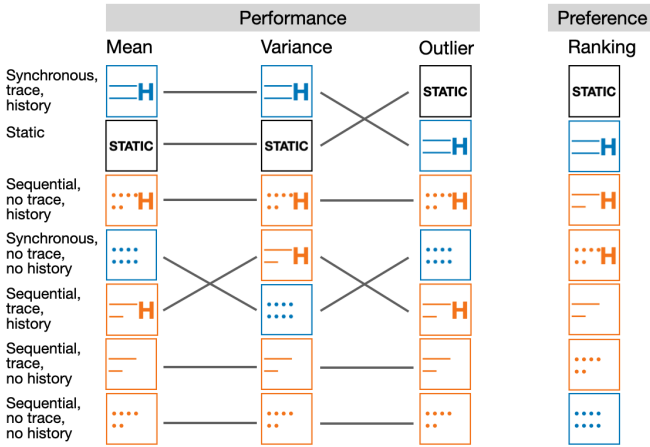 Performance Preference
Mean Variance Outlier Ranking
Synchronous,
trace,
history
H H STATIC STATIC
Static
STATIC STATIC H H
Sequential,
no trace,
history
H H H H
Synchronous,
no trace,
no history
H H
Sequential,
trace,
history
H H
Sequential,
trace,
no history
Sequential,
no trace,
no history